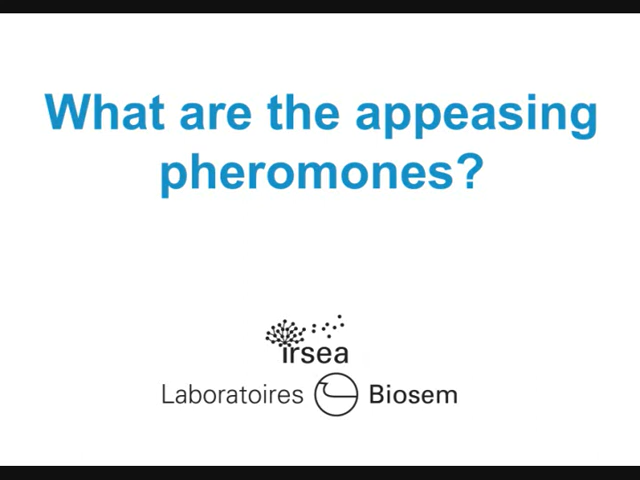 What are the appeasing
pheromones?
irsea
Laboratoires Biosem